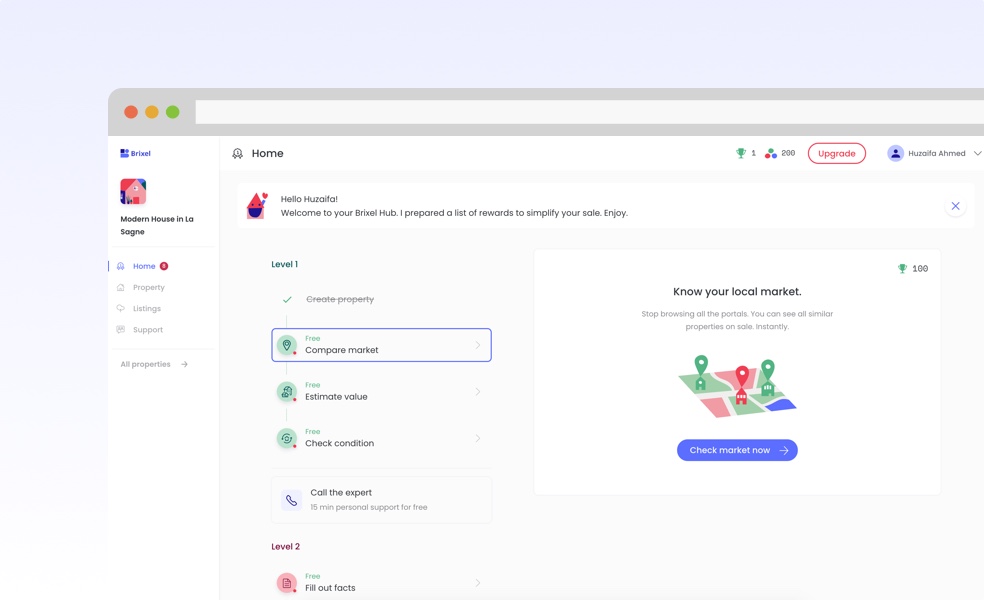 Brixel
Home
1
200
Upgrade
Huzaifa Ahmed
Modern House in La
Sagne
Home
Property
Listings
Support
All properties
Hello Huzaifa!
Welcome to your Brixel Hub. I prepared a list of rewards to simplify your sale. Enjoy.
Level 1
Create property
Free
Compare market
Free
Estimate value
Free
Check condition
Call the expert
15 min personal support for free
Level 2
Free
Fill out facts
100
Know your local market.
Stop browsing all the portals. You can see all similar
properties on sale. Instantly.
Check market now